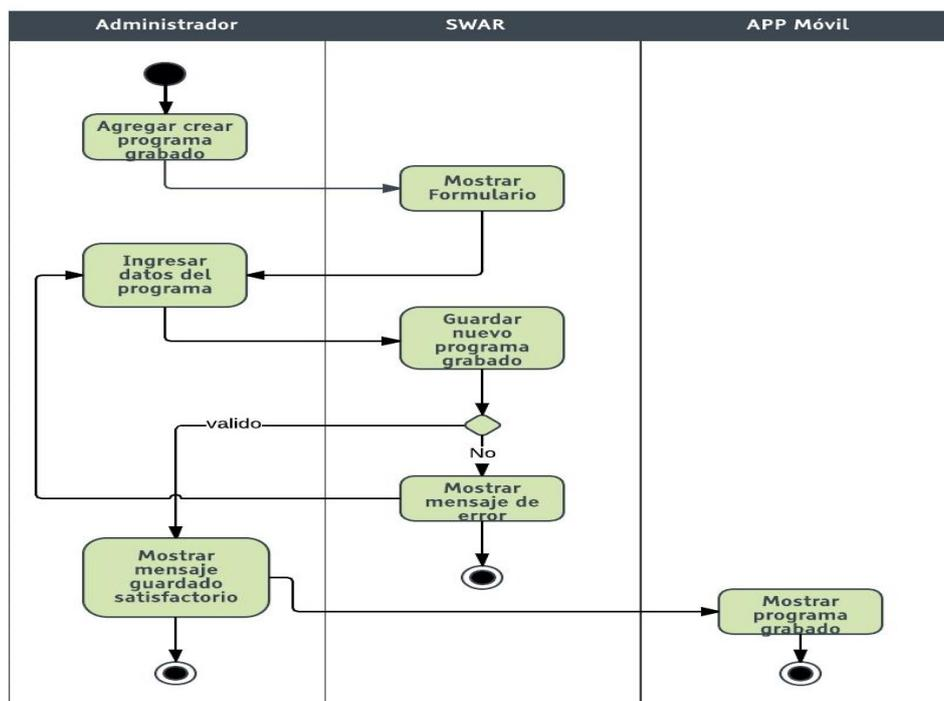 Administrador
SWAR
APP Móvil
Agregar crear
programa
grabado
Mostrar
Formulario
Ingresar
datos del
programa
Guardar
nuevo
programa
grabado
valido
No
Mostrar
mensaje de
error
Mostrar
mensaje
guardado
satisfactorio
Mostrar
programa
grabado